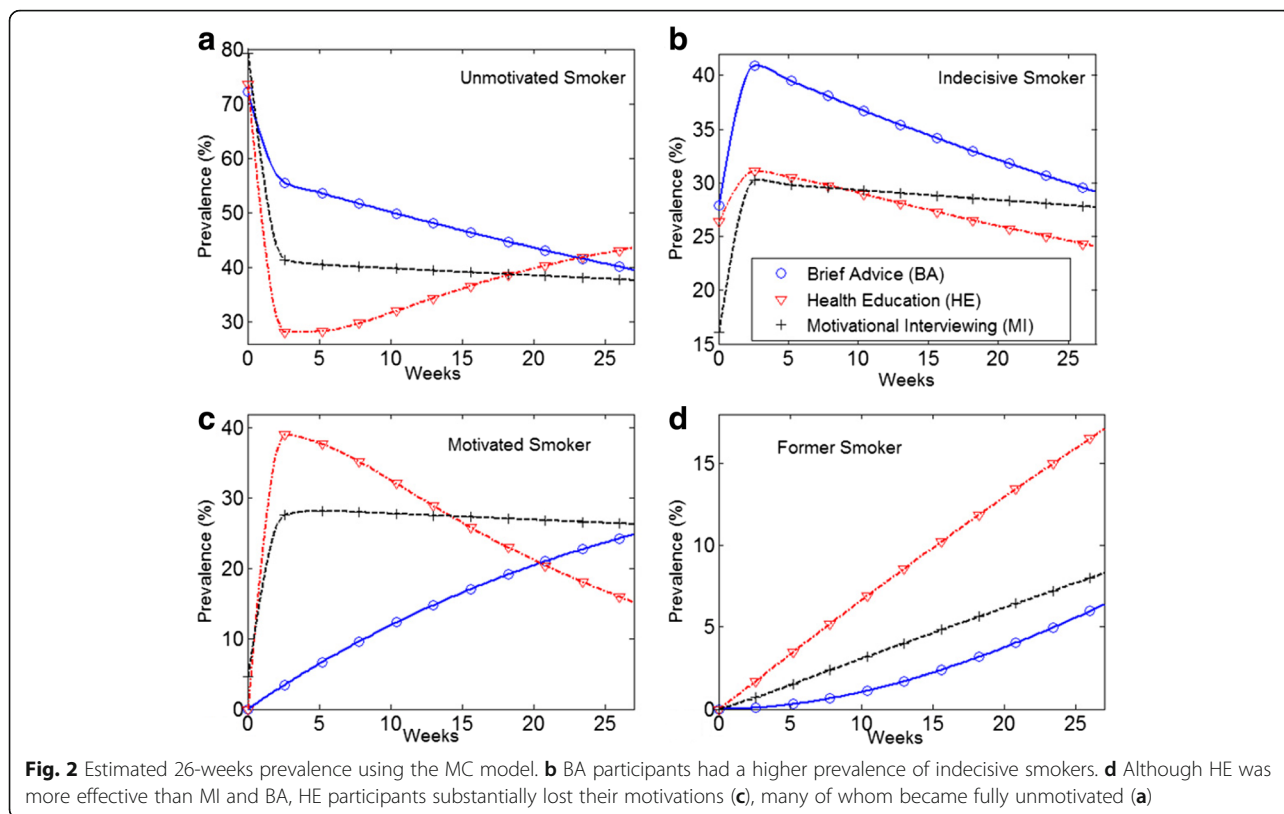 a
80
70
60
50
40
30
Prevalence (%)
Unmotivated Smoker
0 5 10 15 20 25
Weeks
b
40
35
30
25
20
15
Prevalence (%)
Indecisive Smoker
Brief Advice (BA)
Health Education (HE)
Motivational Interviewing (MI)
0 5 10 15 20 25
Weeks
c
40
30
20
10
0
Prevalence (%)
Motivated Smoker
0 5 10 15 20 25
Weeks
d
15
10
5
0
Prevalence (%)
Former Smoker
0 5 10 15 20 25
Weeks
Fig. 2 Estimated 26-weeks prevalence using the MC model. b BA participants had a higher prevalence of indecisive smokers. d Although HE was
more effective than MI and BA, HE participants substantially lost their motivations (c), many of whom became fully unmotivated (a)